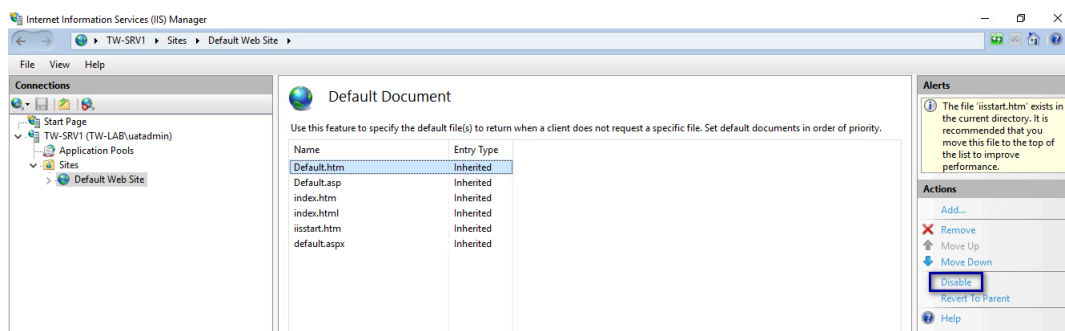 Internet Information Services (IIS) Manager
TW-SRV1 Sites Default Web Site
File View Help
Connections
Start Page
TW-SRV1 (TW-LAB\uatadmin)
Application Pools
Sites
Default Web Site
Default Document
Use this feature to specify the default file(s) to return when a client does not request a specific file. Set default documents in order of priority.
Name Entry Type
Default.htm Inherited
Default.asp Inherited
index.htm Inherited
index.html Inherited
iisstart.htm Inherited
default.aspx Inherited
Alerts
The file 'iisstart.htm' exists in
the current directory. It is
recommended that you
move this file to the top of
the list to improve
performance.
Actions
Add...
Remove
Move Up
Move Down
Disable
Revert To Parent
Help